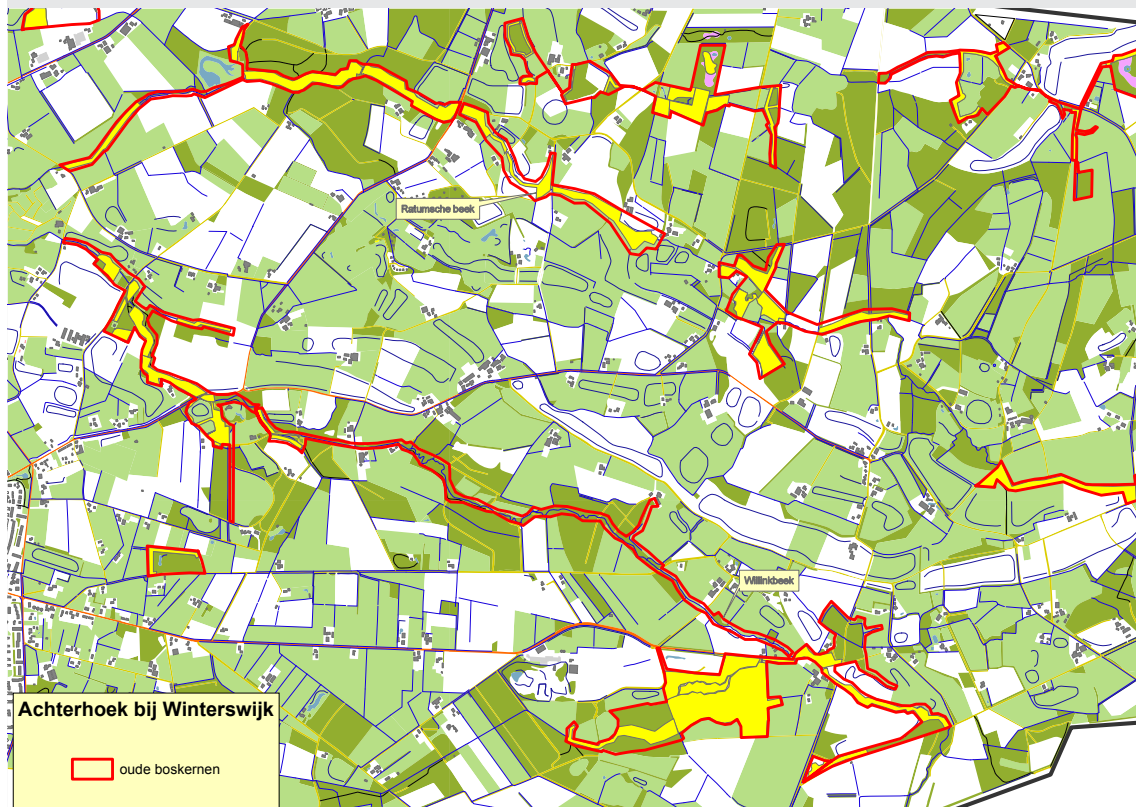 Ratumsche beek
Willinkbeek
Achterhoek bij Winterswijk
oude boskernen